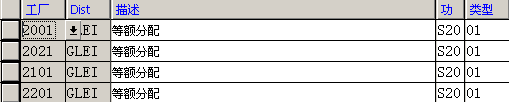 工厂 Dist 描述 功 类型
2001 EI 等额分配 S20 01
2021 GLEI 等额分配 S20 01
2101 GLEI 等额分配 S20 01
2201 GLEI 等额分配 S20 01